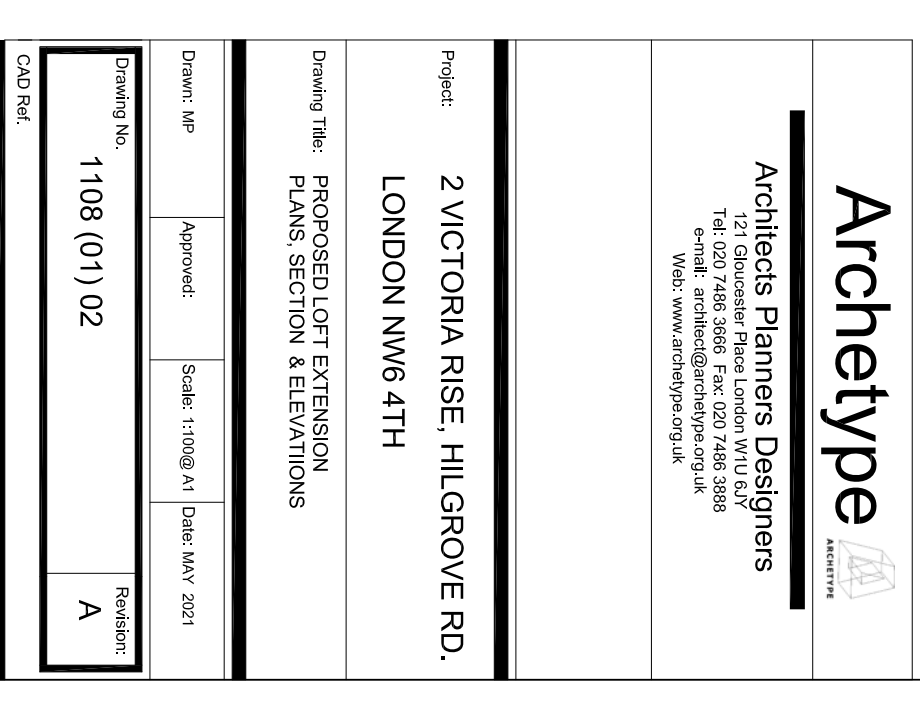 Archetype
ARCHETYPE
Architects Planners Designers
121 Gloucester Place London W1U 6JY
Tel: 020 7486 3666 Fax: 020 7486 3888
e-mail: architect@archetype.org.uk
Web: www.archetype.org.uk
Project:
2 VICTORIA RISE, HILGROVE RD.
LONDON NW6 4TH
Drawing Title:
PROPOSED LOFT EXTENSION
PLANS, SECTION & ELEVATIIONS
Drawn: MP
Approved:
Scale: 1:100@ A1
Date: MAY 2021
Drawing No.
1108 (01) 02
Revision:
A
CAD Ref.